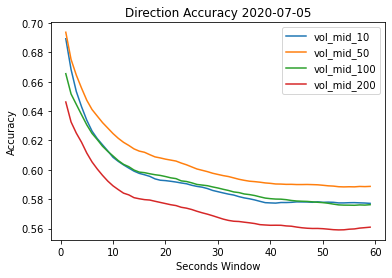 Direction Accuracy 2020-07-05
vol_mid_10
vol_mid_50
vol_mid_100
vol_mid_200
Accuracy
0.70
0.68
0.66
0.64
0.62
0.60
0.58
0.56
0 10 20 30 40 50 60
Seconds Window